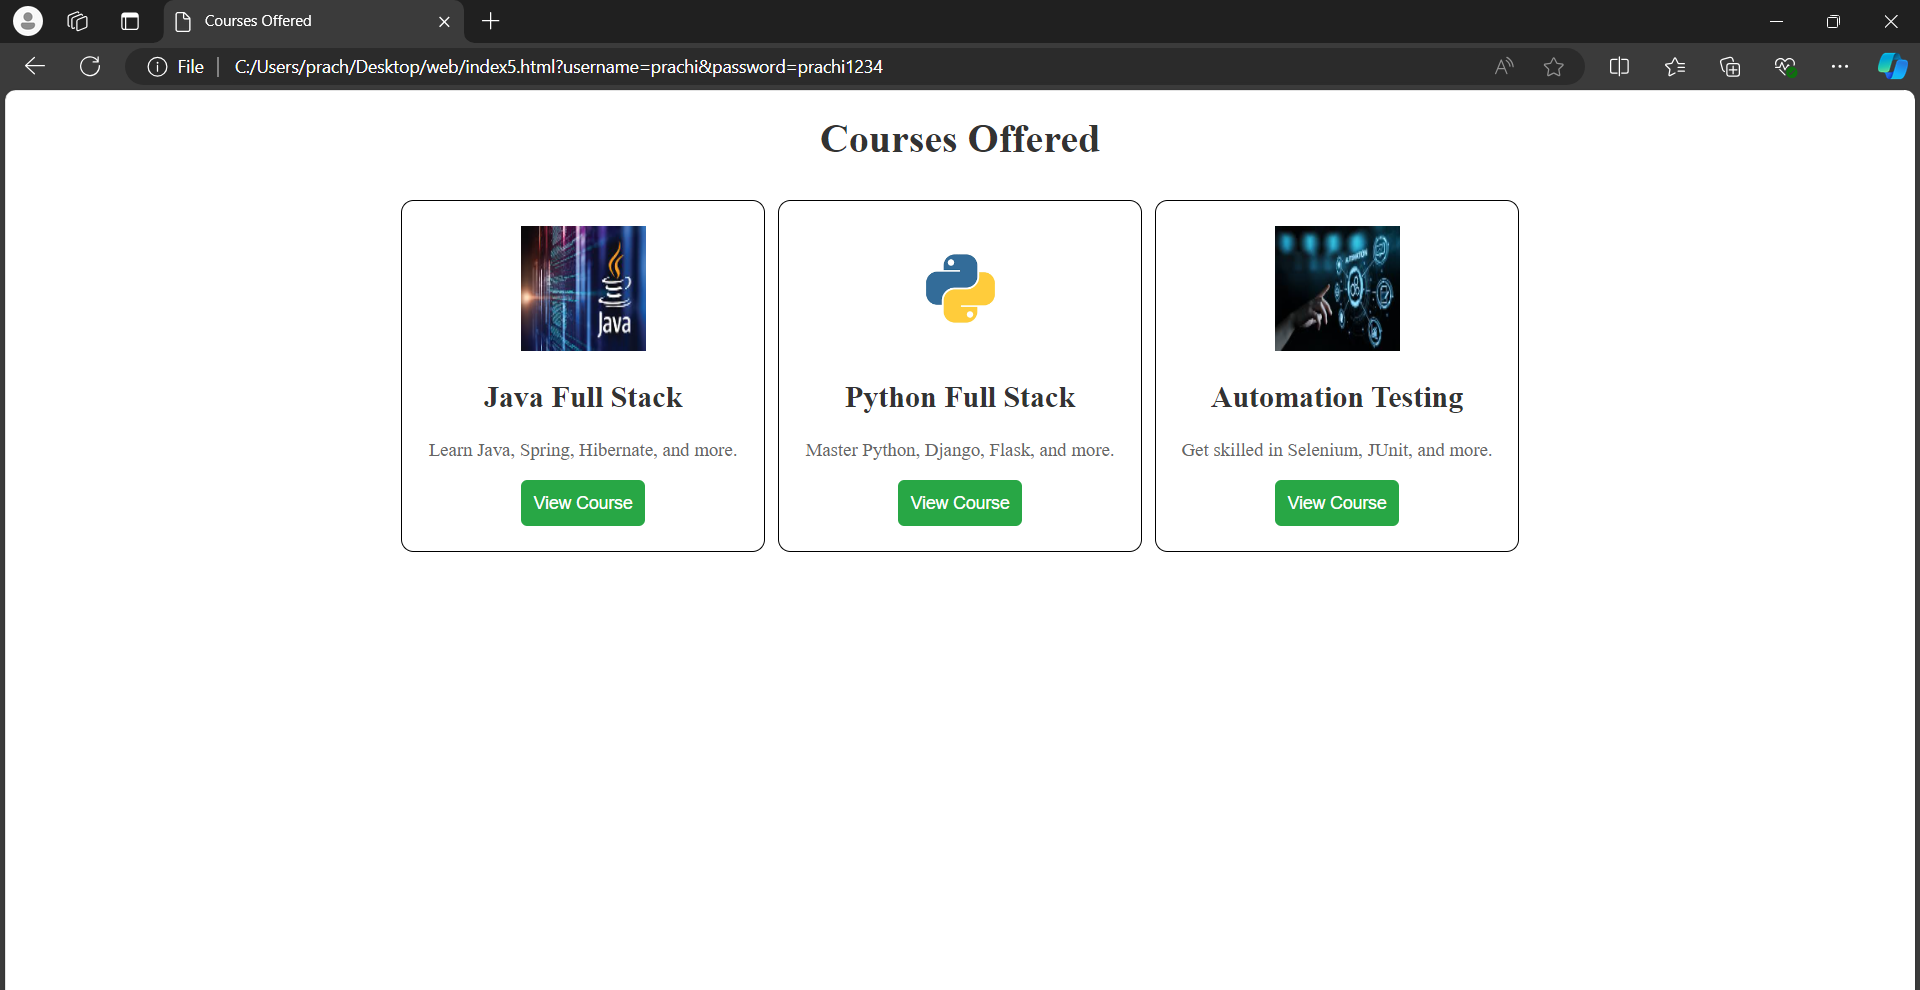 Courses Offered
File
C:/Users/prach/Desktop/web/index5.html?username=prachi&password=prachi1234
Courses Offered
Java
AUTOMATION
Java Full Stack
Python Full Stack
Automation Testing
Learn Java, Spring, Hibernate, and more.
Master Python, Django, Flask, and more.
Get skilled in Selenium, JUnit, and more.
View Course
View Course
View Course